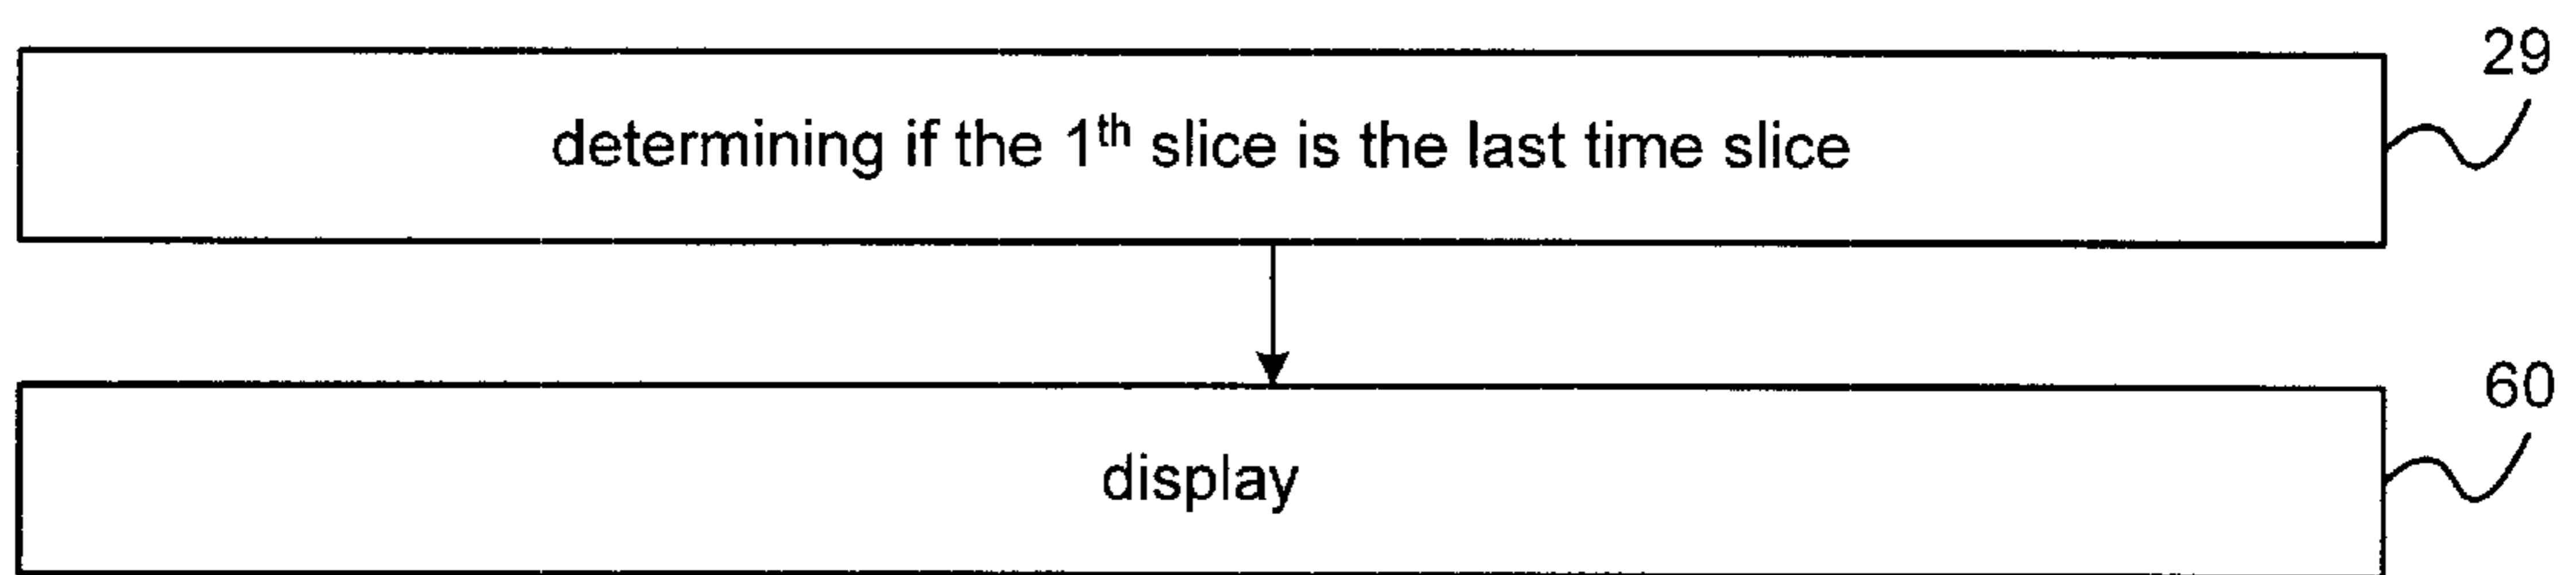 29
determining if the 1th slice is the last time slice
60
display